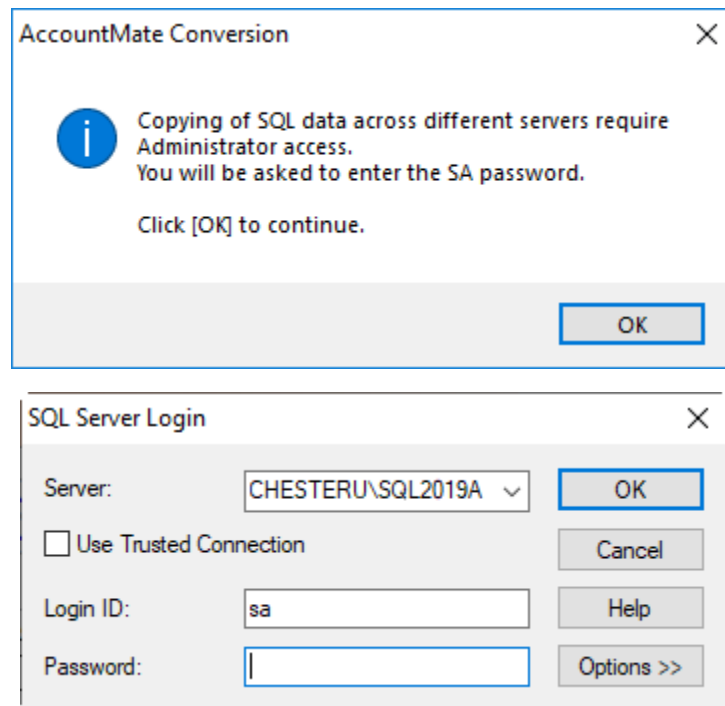 AccountMate Conversion
Copying of SQL data across different servers require
Administrator access.
You will be asked to enter the SA password.
Click [OK] to continue.
OK
SQL Server Login
Server: CHESTERU\SQL2019A OK
Use Trusted Connection Cancel
Login ID: sa Help
Password: Options >>